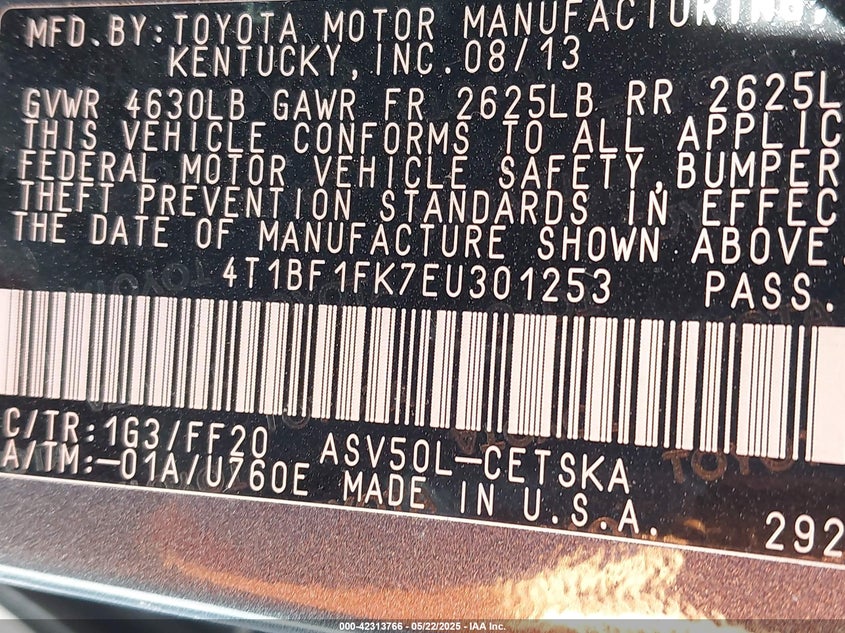 MFD. BY: TOYOTA MOTOR MANUFACTURING,
KENTUCKY, INC. 08/13
GVWR 4630LB GAWR FR 2625LB RR 2625L
THIS VEHICLE CONFORMS TO ALL APPLIC
FEDERAL MOTOR VEHICLE SAFETY, BUMPER
THEFT PREVENTION STANDARDS IN EFFEC
THE DATE OF MANUFACTURE SHOWN ABOVE.
4T1BF1FK7EU301253 PASS.
C/TR: 1G3/FF20 ASV50L-CETSKA
A/TM:-01A/U760E MADE IN U.S.A. 292
000-42313766 - 05/22/2025 - IAA Inc.